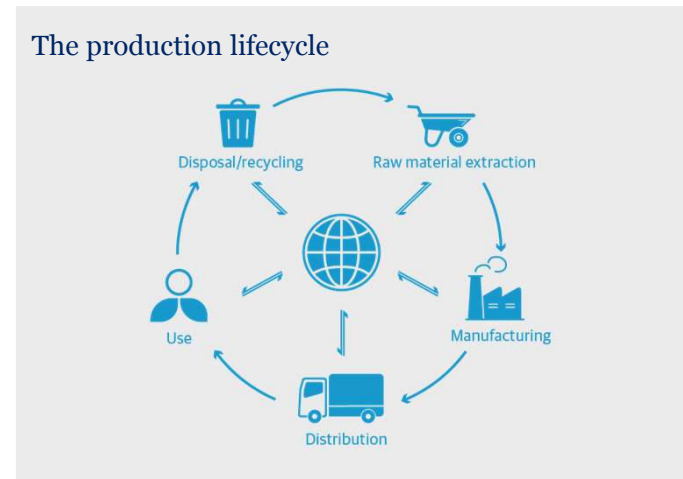 The production lifecycle
Disposal/recycling
Raw material extraction
Use
Manufacturing
Distribution